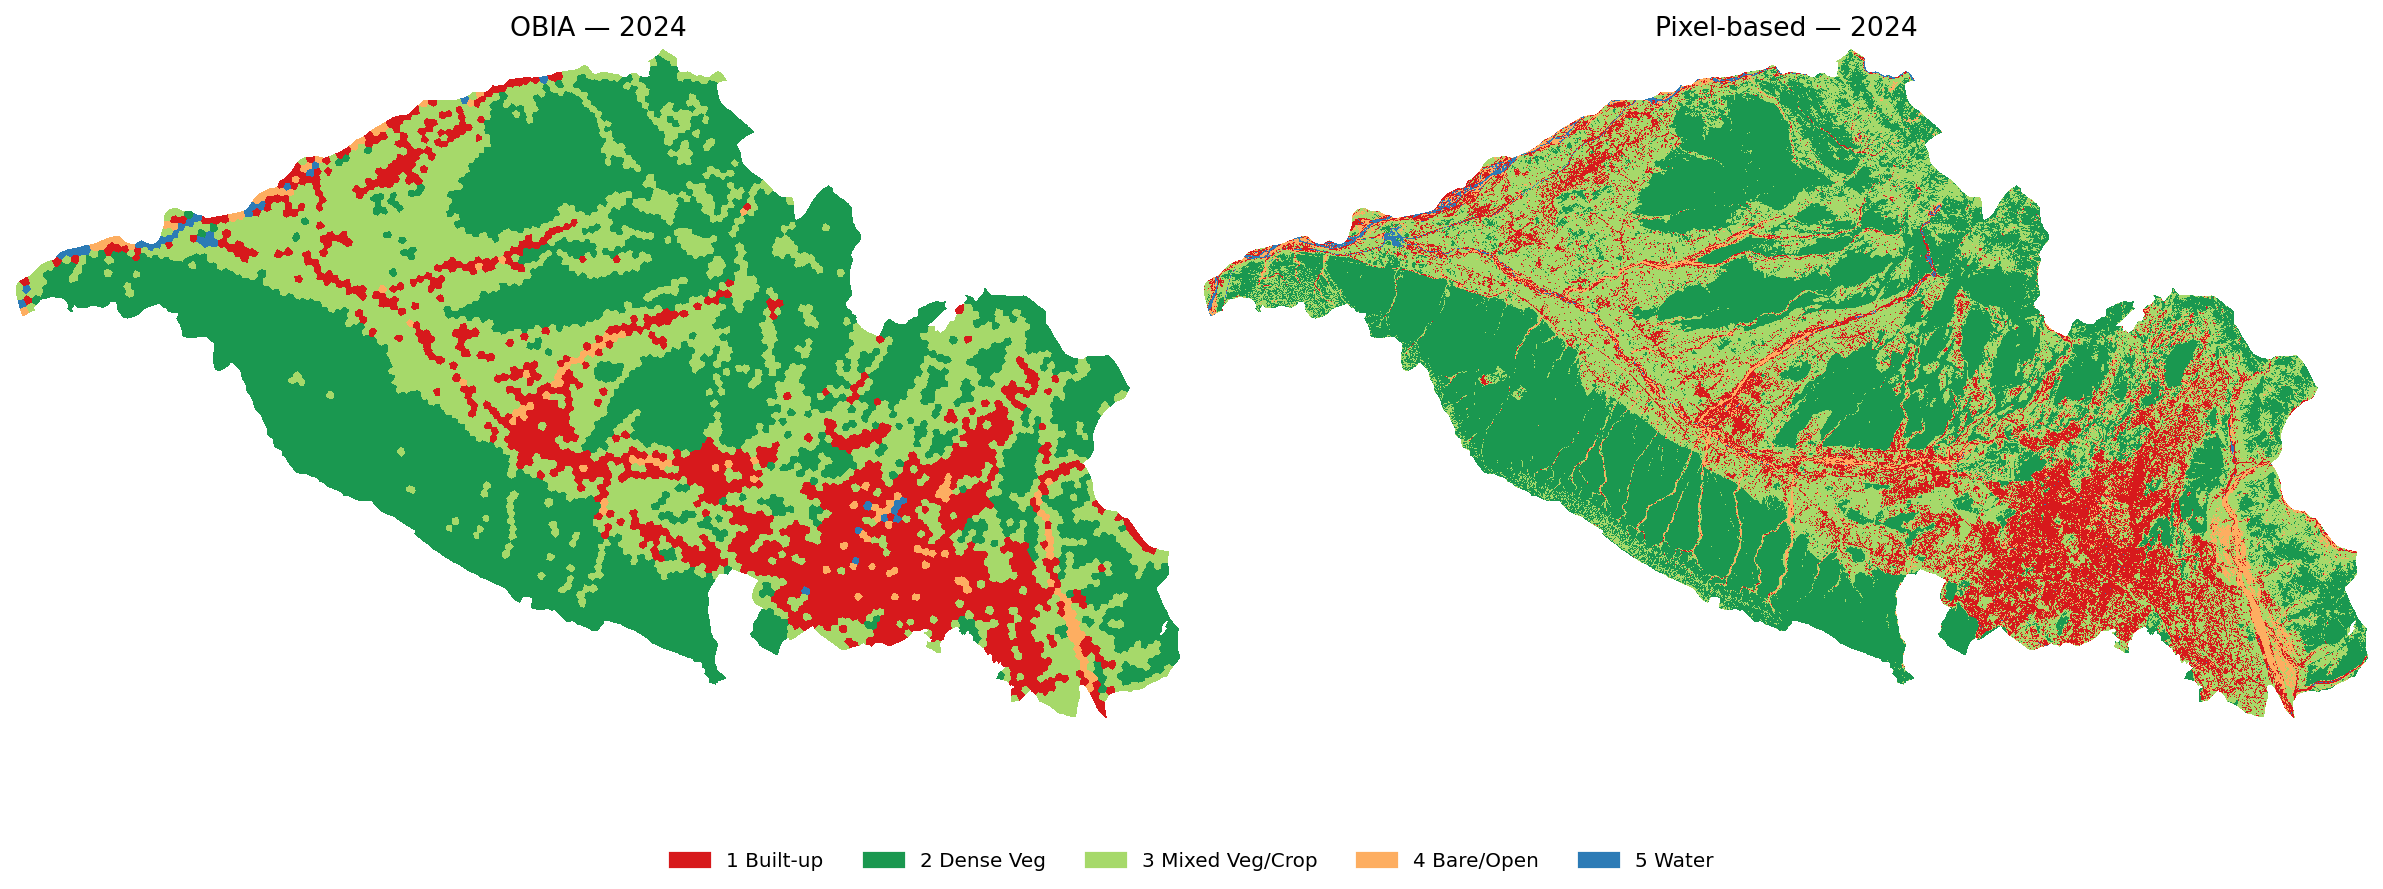 OBIA — 2024
Pixel-based — 2024
1 Built-up
2 Dense Veg
3 Mixed Veg/Crop
4 Bare/Open
5 Water